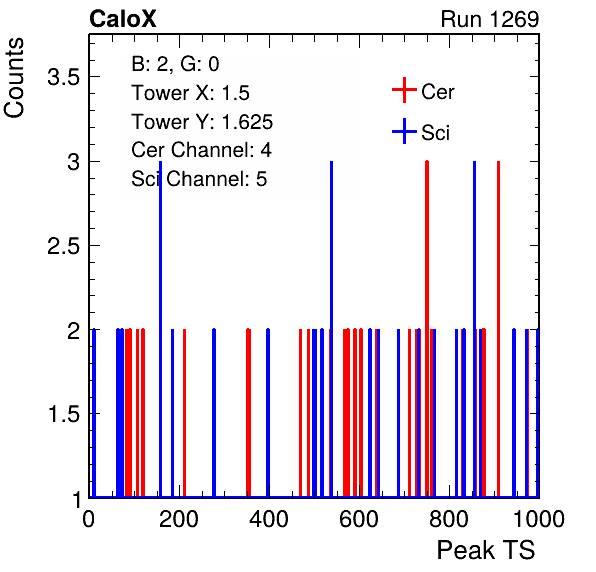 CaloX Run 1269
Counts
B: 2, G: 0
Tower X: 1.5
Tower Y: 1.625
Cer Channel: 4
Sci Channel: 5
Cer
Sci
3.5
3
2.5
2
1.5
1
0 200 400 600 800 1000
Peak TS